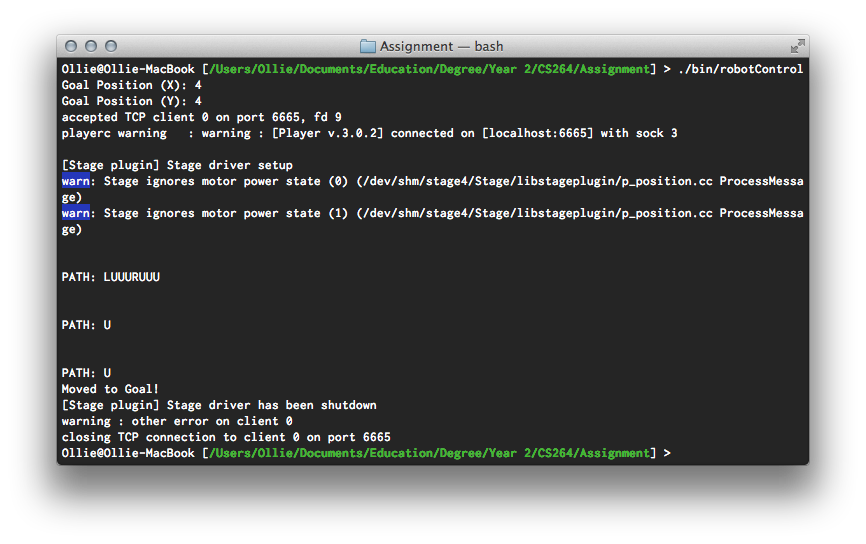 Assignment — bash
Ollie@Ollie-MacBook [/Users/Ollie/Documents/Education/Degree/Year 2/CS264/Assignment] > ./bin/robotControl
Goal Position (X): 4
Goal Position (Y): 4
accepted TCP client 0 on port 6665, fd 9
playerc warning   : warning : [Player v.3.0.2] connected on [localhost:6665] with sock 3
[Stage plugin] Stage driver setup
warn: Stage ignores motor power state (0) (/dev/shm/stage4/Stage/libstageplugin/p_position.cc ProcessMessa
ge)
warn: Stage ignores motor power state (1) (/dev/shm/stage4/Stage/libstageplugin/p_position.cc ProcessMessa
ge)
PATH: LUUURUUU
PATH: U
PATH: U
Moved to Goal!
[Stage plugin] Stage driver has been shutdown
warning : other error on client 0
closing TCP connection to client 0 on port 6665
Ollie@Ollie-MacBook [/Users/Ollie/Documents/Education/Degree/Year 2/CS264/Assignment] >